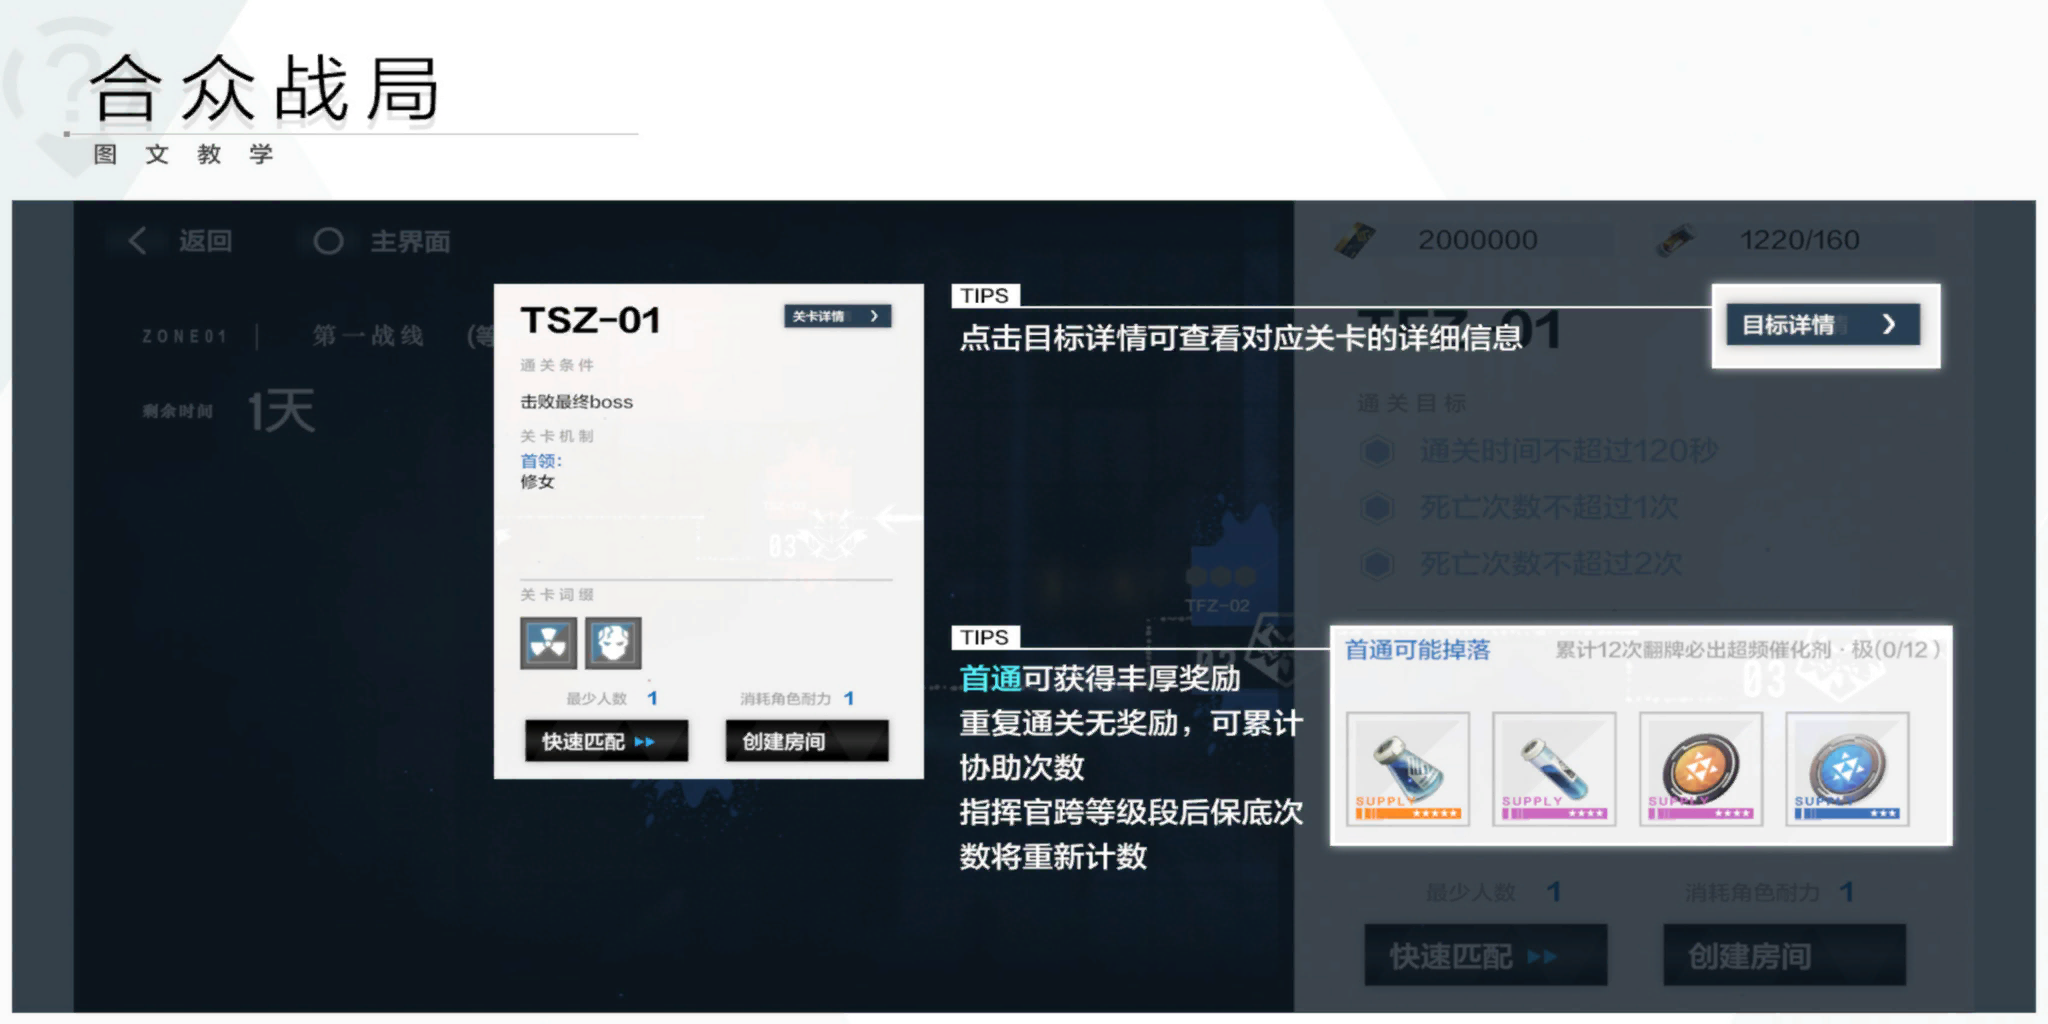 合众战局
图文教学
返回
主界面
2000000
1220/160
ZONE01
第一战线
(等
剩余时间
1天
TSZ-01
关卡详情
通关条件
击败最终boss
关卡机制
首领:
修女
03
关卡词缀
最少人数 1
消耗角色耐力 1
快速匹配
创建房间
TIPS
点击目标详情可查看对应关卡的详细信息
目标详情
通关目标
通关时间不超过120秒
死亡次数不超过1次
死亡次数不超过2次
TFZ-02
TIPS
首通可获得丰厚奖励
重复通关无奖励，可累计
协助次数
指挥官跨等级段后保底次
数将重新计数
首通可能掉落
累计12次翻牌必出超频催化剂·极(0/12)
03
SUPPLY
SUPPLY
SUPPLY
SUPPLY
最少人数 1
消耗角色耐力 1
快速匹配
创建房间